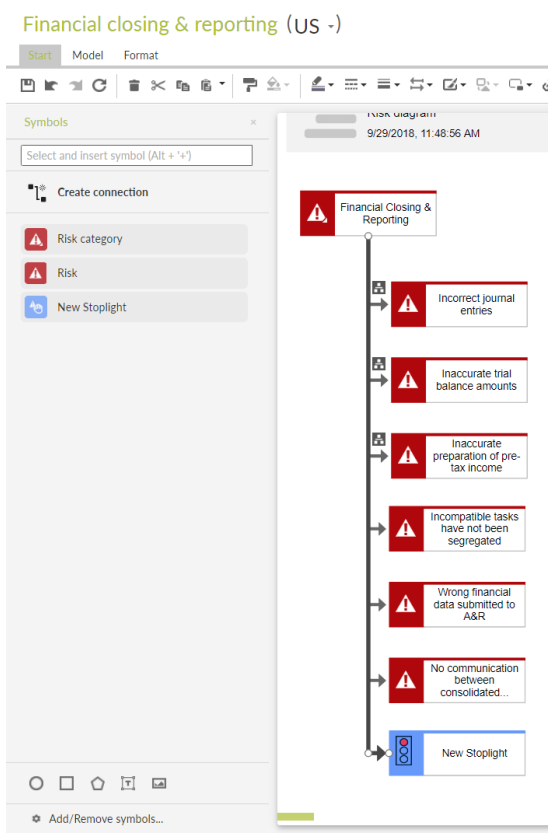 Financial closing & reporting (US)
Start Model Format
Symbols
Select and insert symbol (Alt + '+')
Create connection
Risk category
Risk
New Stoplight
Add/Remove symbols...
Risk diagram
9/29/2018, 11:48:56 AM
Financial Closing &
Reporting
Incorrect journal
entries
Inaccurate trial
balance amounts
Inaccurate
preparation of pre-
tax income
Incompatible tasks
have not been
segregated
Wrong financial
data submitted to
A&R
No communication
between
consolidated...
New Stoplight